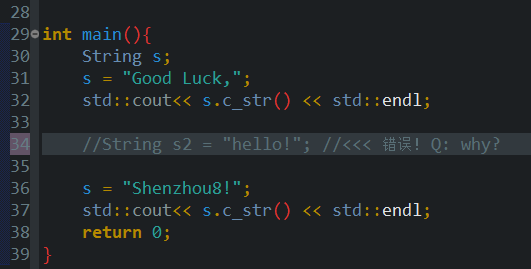 28
29 int main(){
30     String s;
31     s = "Good Luck,";
32     std::cout<< s.c_str() << std::endl;
33
34     //String s2 = "hello!"; //<<< 错误! Q: why?
35
36     s = "Shenzhou8!";
37     std::cout<< s.c_str() << std::endl;
38     return 0;
39 }